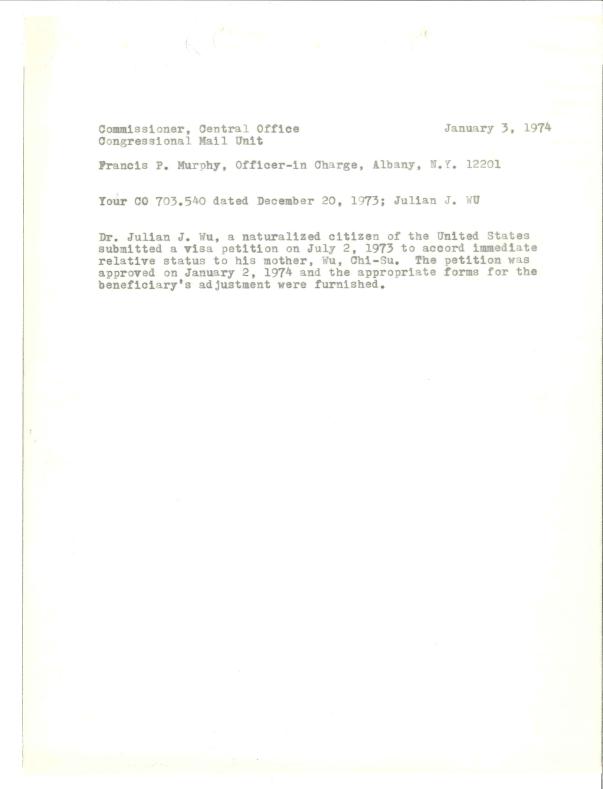 Commissioner, Central Office January 3, 1974
Congressional Mail Unit
Francis P. Murphy, Officer-in Charge, Albany, N.Y. 12201
Your CO 703.540 dated December 20, 1973; Julian J. WU
Dr. Julian J. Wu, a naturalized citizen of the United States
submitted a visa petition on July 2, 1973 to accord immediate
relative status to his mother, Wu, Chi-Su. The petition was
approved on January 2, 1974 and the appropriate forms for the
beneficiary's adjustment were furnished.